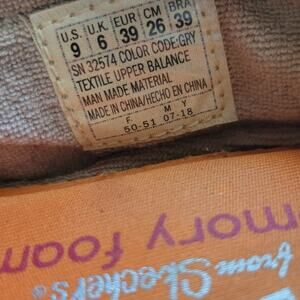 U.S. U.K. EUR CM BRA
9 6 39 26 39
SN 32574 COLOR CODE:GRY
TEXTILE UPPER BALANCE
MAN MADE MATERIAL
MADE IN CHINA/HECHO EN CHINA
F M Y
50-51 07-18
mory foam
from Skechers®